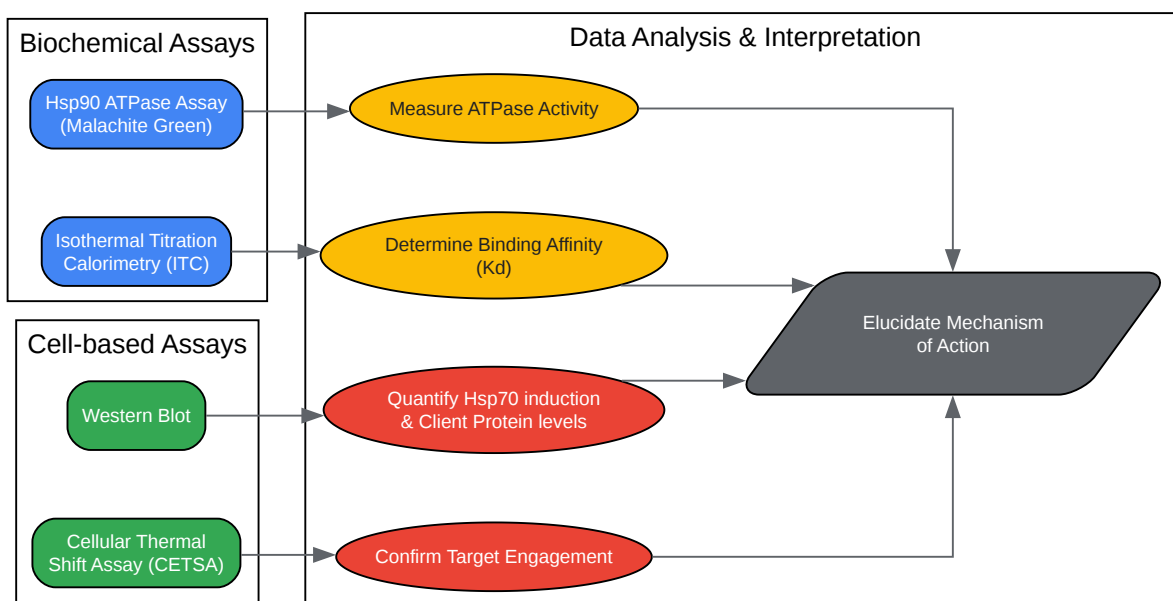 Biochemical Assays
Hsp90 ATPase Assay
(Malachite Green)
Isothermal Titration
Calorimetry (ITC)
Cell-based Assays
Western Blot
Cellular Thermal
Shift Assay (CETSA)
Data Analysis & Interpretation
Measure ATPase Activity
Determine Binding Affinity
(Kd)
Quantify Hsp70 induction
& Client Protein levels
Confirm Target Engagement
Elucidate Mechanism
of Action